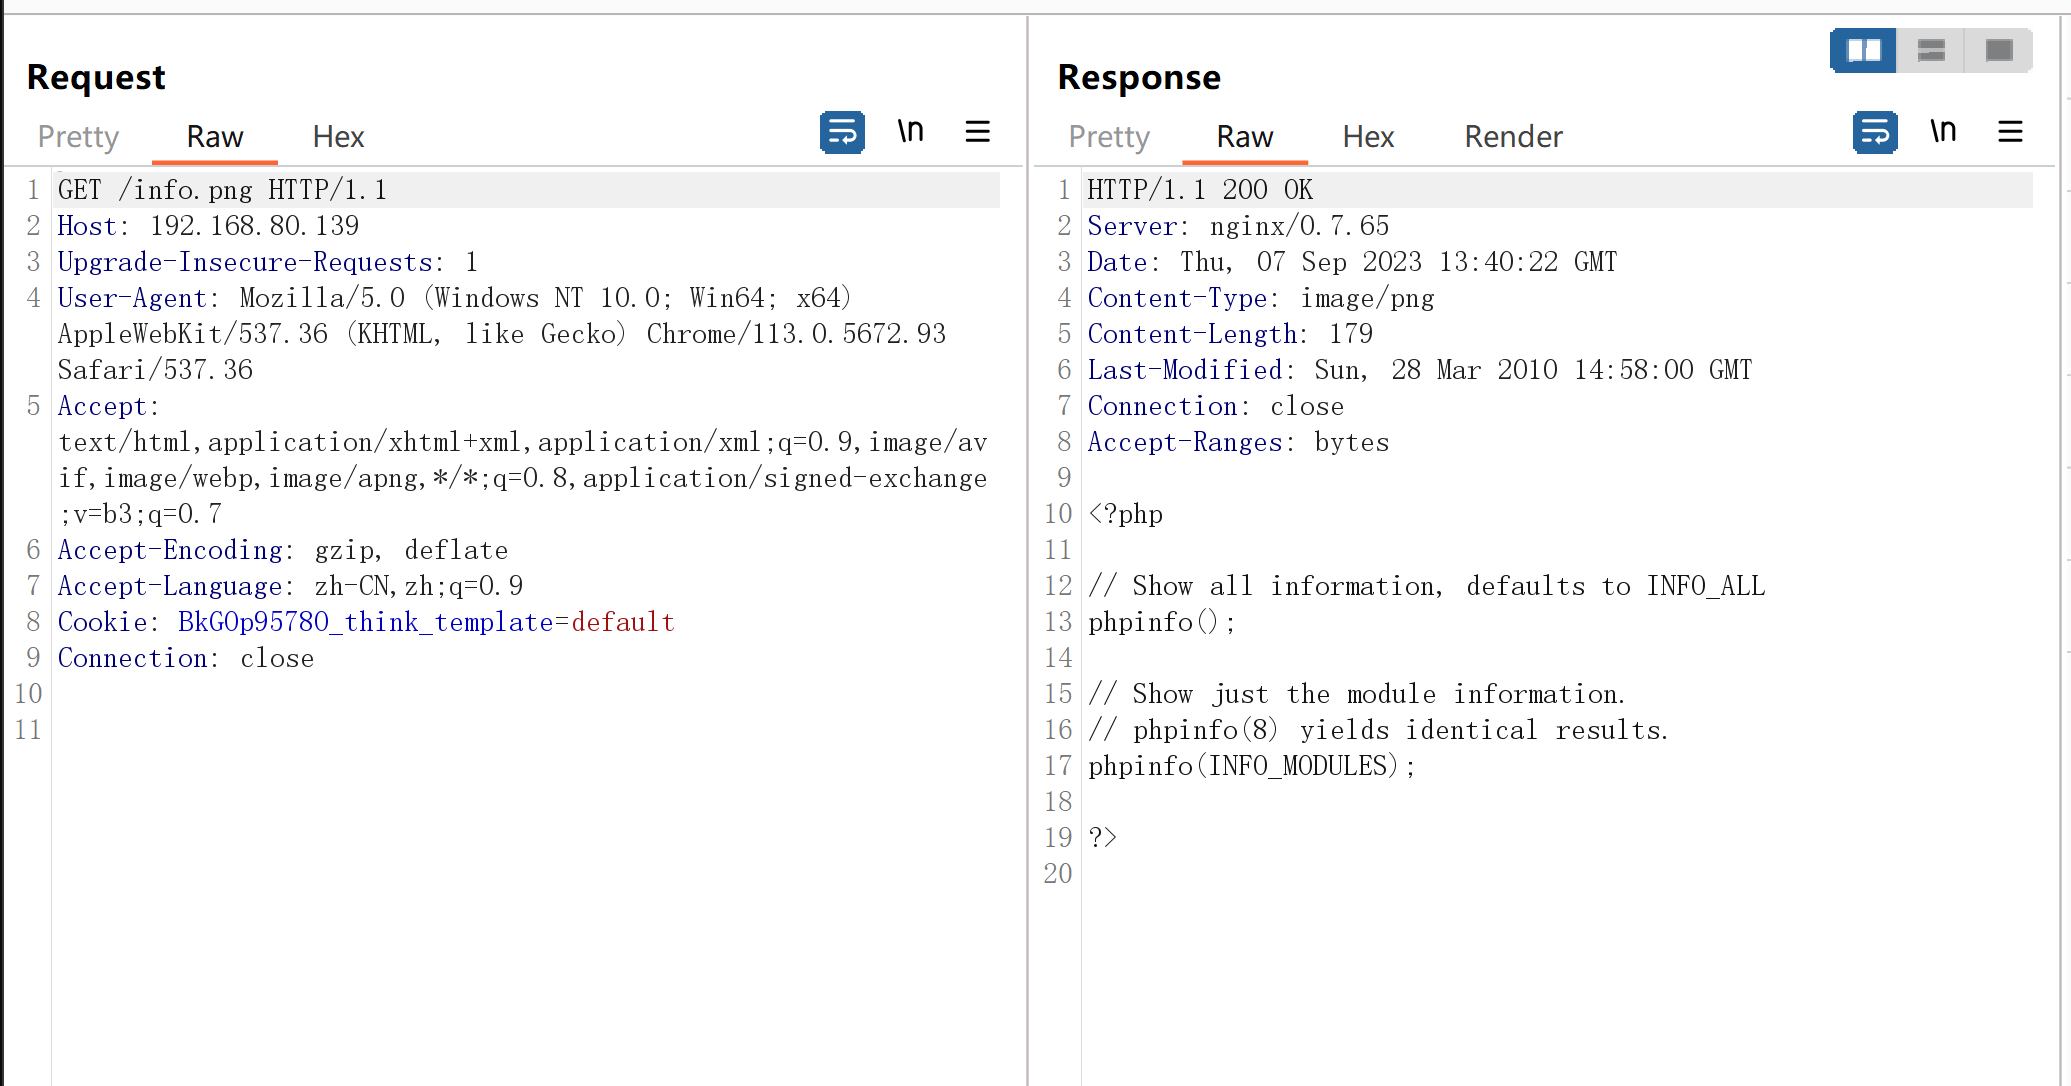 Request
Pretty Raw Hex \n
1 GET /info.png HTTP/1.1
2 Host: 192.168.80.139
3 Upgrade-Insecure-Requests: 1
4 User-Agent: Mozilla/5.0 (Windows NT 10.0; Win64; x64)
AppleWebKit/537.36 (KHTML, like Gecko) Chrome/113.0.5672.93
Safari/537.36
5 Accept:
text/html,application/xhtml+xml,application/xml;q=0.9,image/av
if,image/webp,image/apng,*/*;q=0.8,application/signed-exchange
;v=b3;q=0.7
6 Accept-Encoding: gzip, deflate
7 Accept-Language: zh-CN,zh;q=0.9
8 Cookie: BkGOp95780_think_template=default
9 Connection: close
10
11
Response
Pretty Raw Hex Render \n
1 HTTP/1.1 200 OK
2 Server: nginx/0.7.65
3 Date: Thu, 07 Sep 2023 13:40:22 GMT
4 Content-Type: image/png
5 Content-Length: 179
6 Last-Modified: Sun, 28 Mar 2010 14:58:00 GMT
7 Connection: close
8 Accept-Ranges: bytes
9
10 <?php
11
12 // Show all information, defaults to INFO_ALL
13 phpinfo();
14
15 // Show just the module information.
16 // phpinfo(8) yields identical results.
17 phpinfo(INFO_MODULES);
18
19 ?>
20